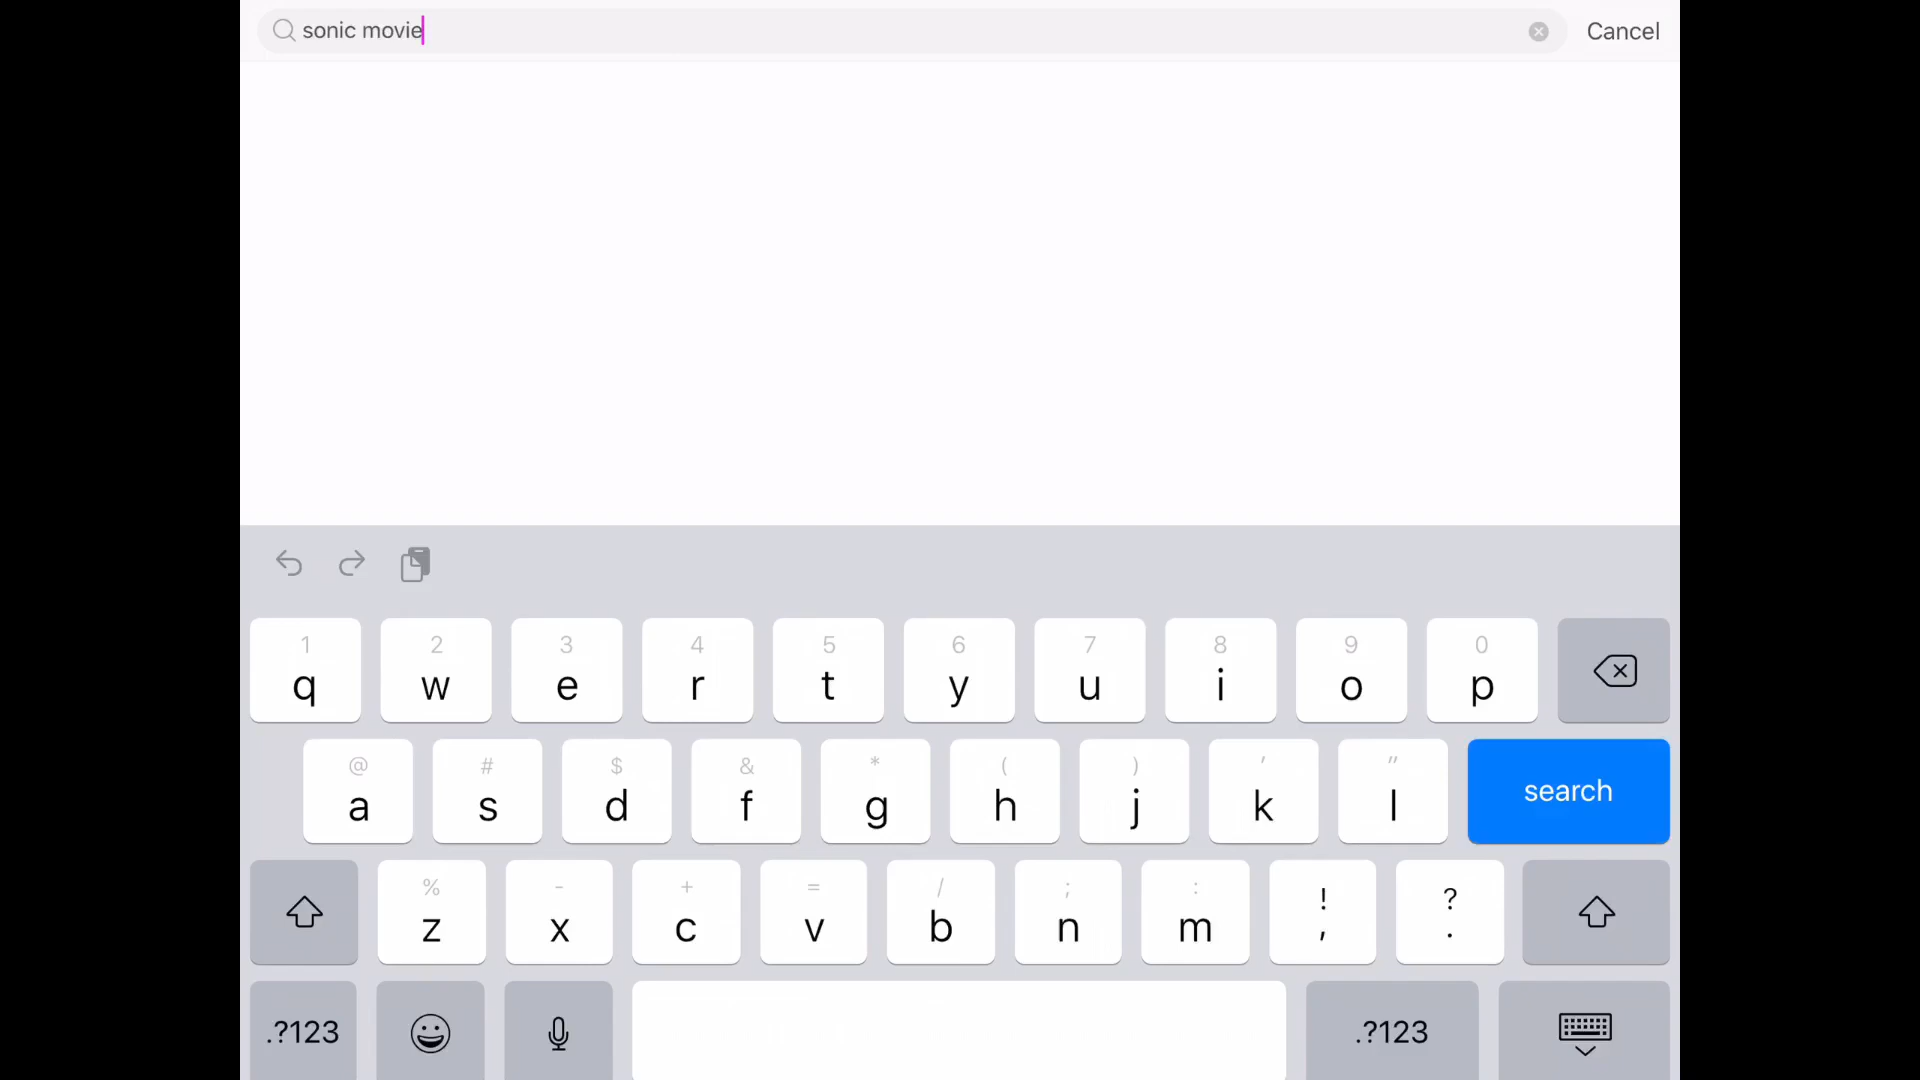 sonic movie
Cancel
1 2 3 4 5 6 7 8 9 0
q w e r t y u i o p
@ # $ & * ( ) ' "
a s d f g h j k l search
% - + = / ; : ! ?
z x c v b n m , .
.?123 .?123